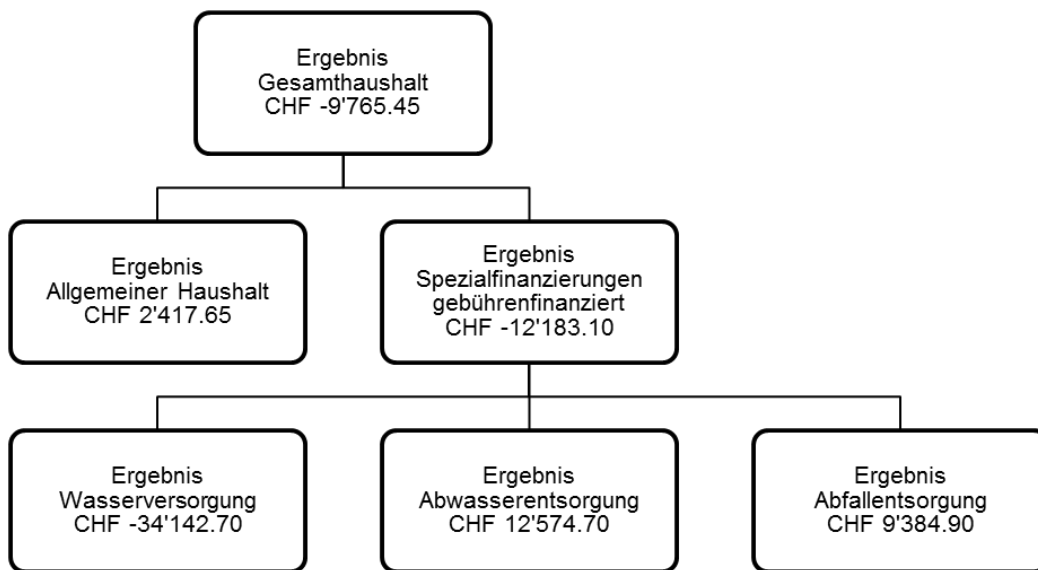 Ergebnis
Gesamthaushalt
CHF -9'765.45
Ergebnis
Allgemeiner Haushalt
CHF 2'417.65
Ergebnis
Spezialfinanzierungen
gebührenfinanziert
CHF -12'183.10
Ergebnis
Wasserversorgung
CHF -34'142.70
Ergebnis
Abwasserentsorgung
CHF 12'574.70
Ergebnis
Abfallentsorgung
CHF 9'384.90